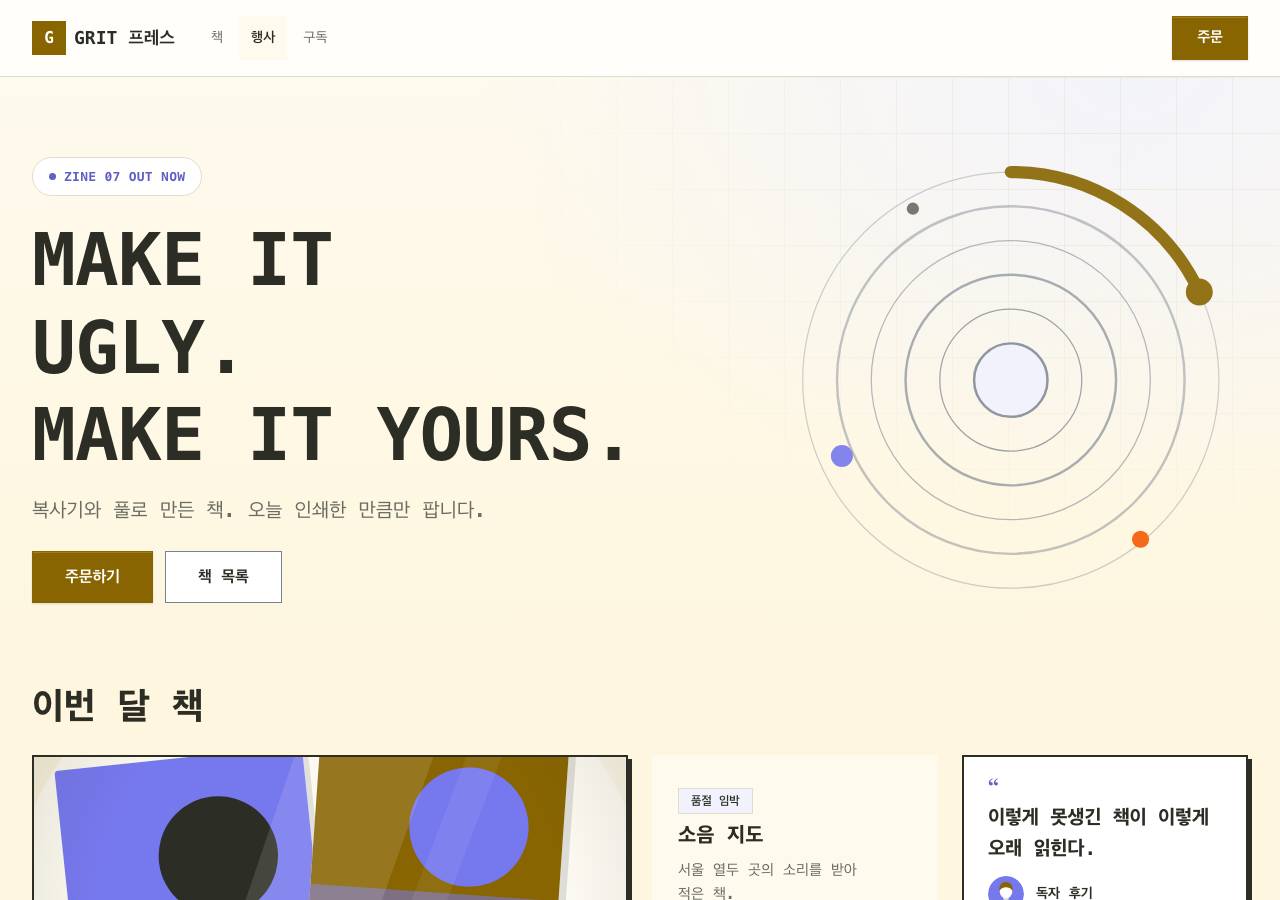 G GRIT 프레스 책 행사 구독 주문
ZINE 07 OUT NOW
MAKE IT
UGLY.
MAKE IT YOURS.
복사기와 풀로 만든 책. 오늘 인쇄한 만큼만 팝니다.
주문하기 책 목록
이번 달 책
품절 임박
소음 지도
서울 열두 곳의 소리를 받아
적은 책.
“
이렇게 못생긴 책이 이렇게
오래 읽힌다.
독자 후기